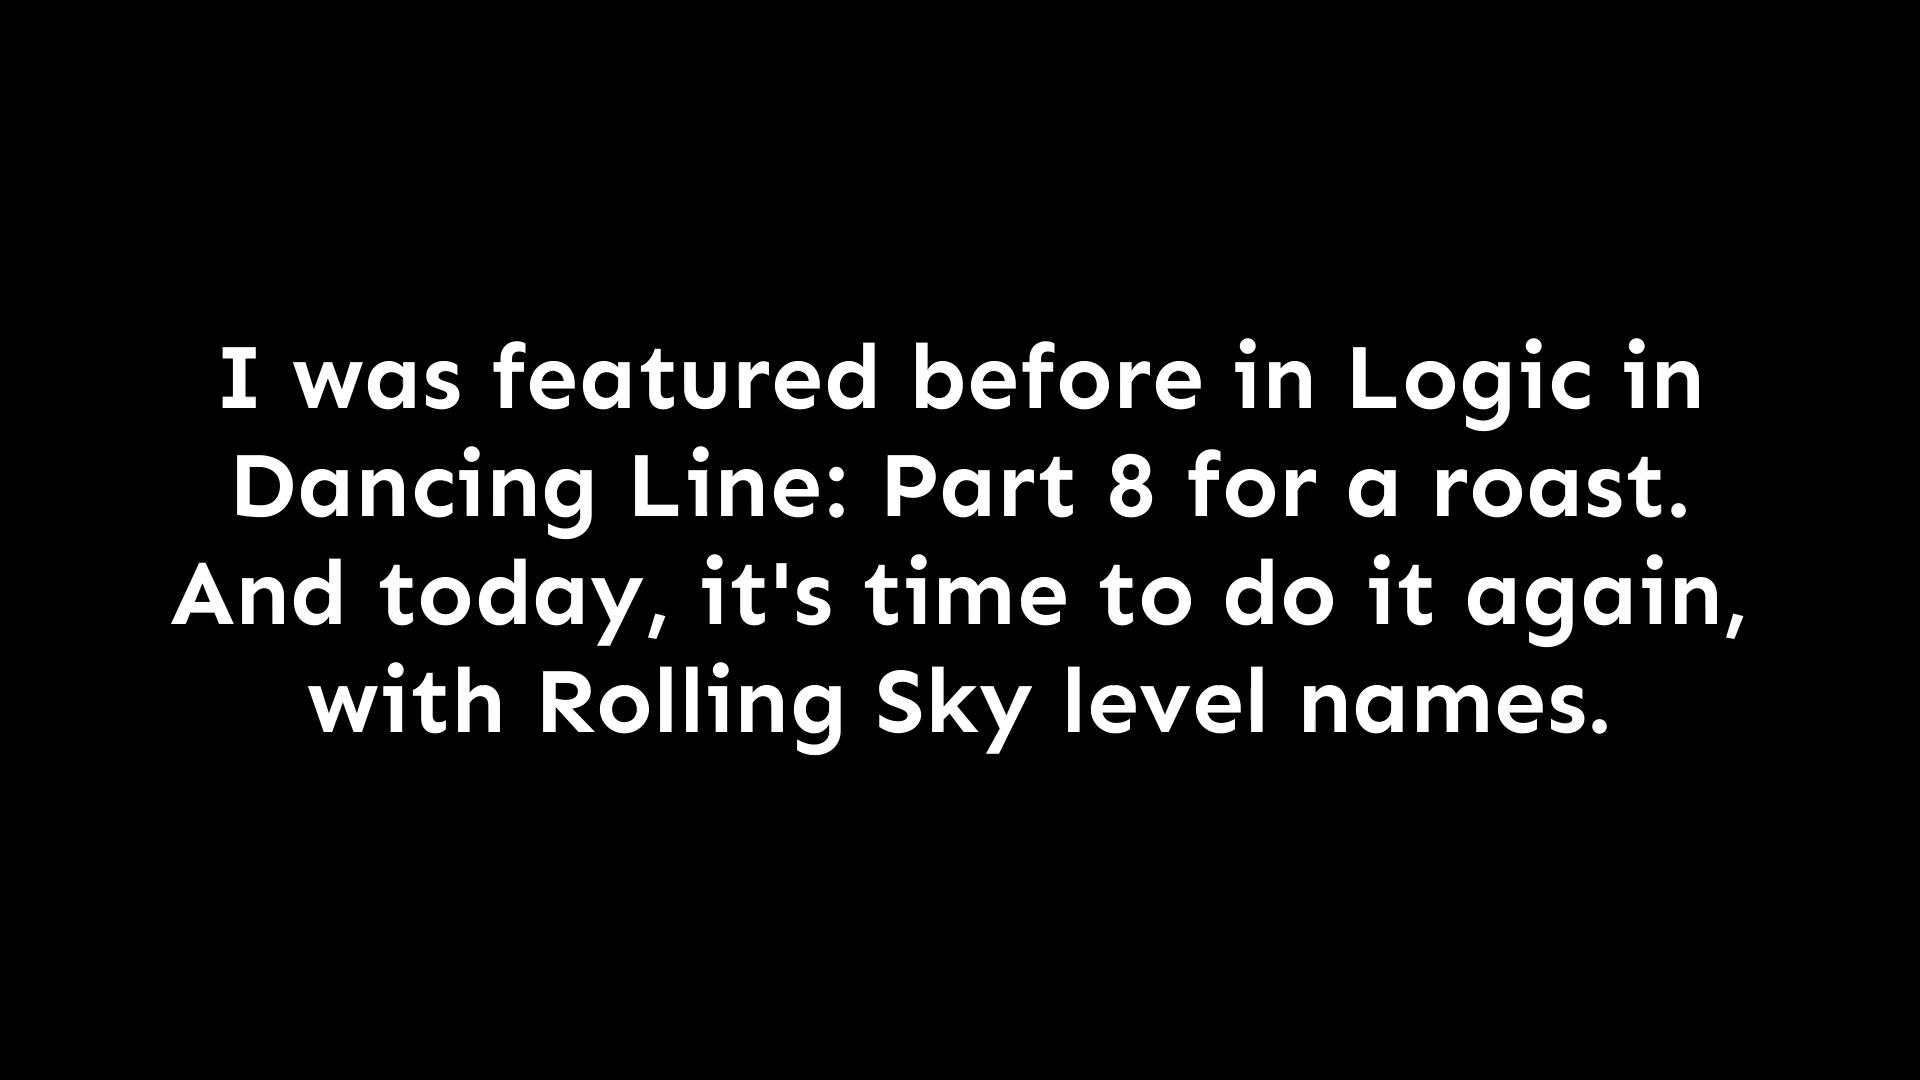 I was featured before in Logic in
Dancing Line: Part 8 for a roast.
And today, it's time to do it again,
with Rolling Sky level names.